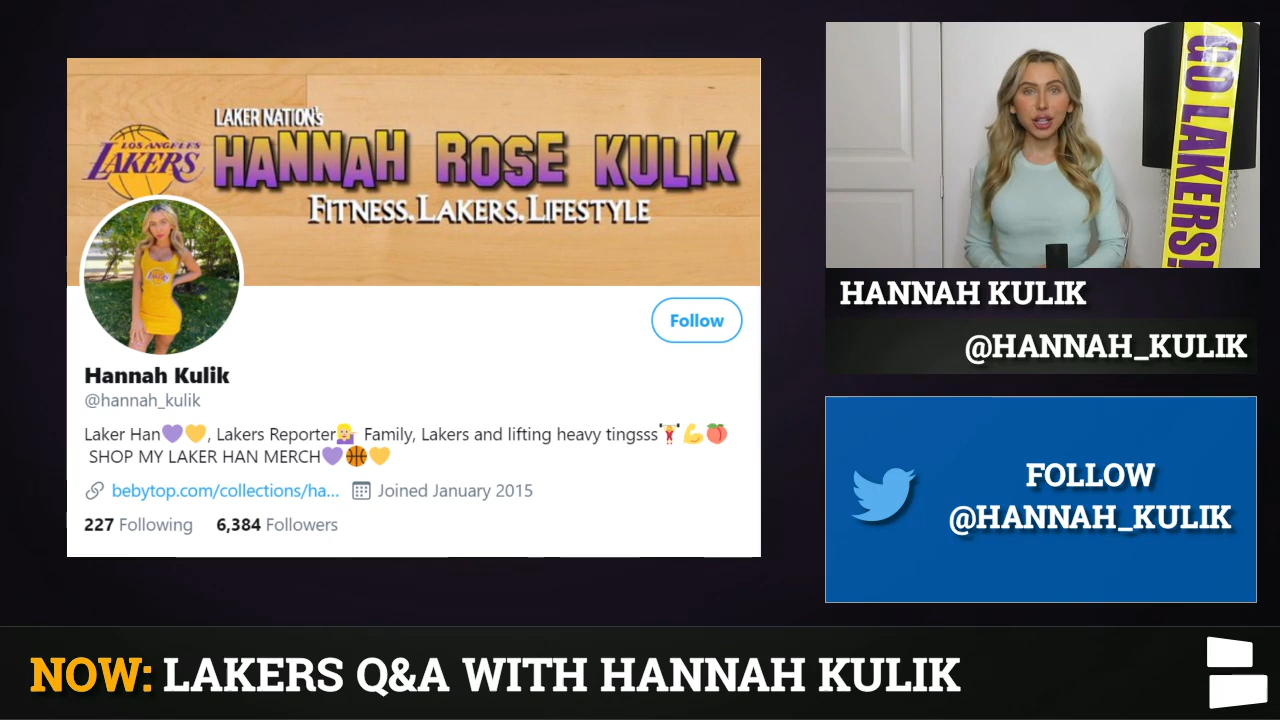 LAKER NATION's
LOS ANGELES
LAKERS
HANNAH ROSE KULIK
FITNESS. LAKERS. LIFESTYLE
Follow
Hannah Kulik
@hannah_kulik
Laker Han💜💛, Lakers Reporter💁🏼‍♀️ Family, Lakers and lifting heavy tingsss🏋️💪🍑
SHOP MY LAKER HAN MERCH💜🏀💛
bebytop.com/collections/ha...
Joined January 2015
227 Following 6,384 Followers
GO LAKERS!
HANNAH KULIK
@HANNAH_KULIK
FOLLOW
@HANNAH_KULIK
NOW: LAKERS Q&A WITH HANNAH KULIK